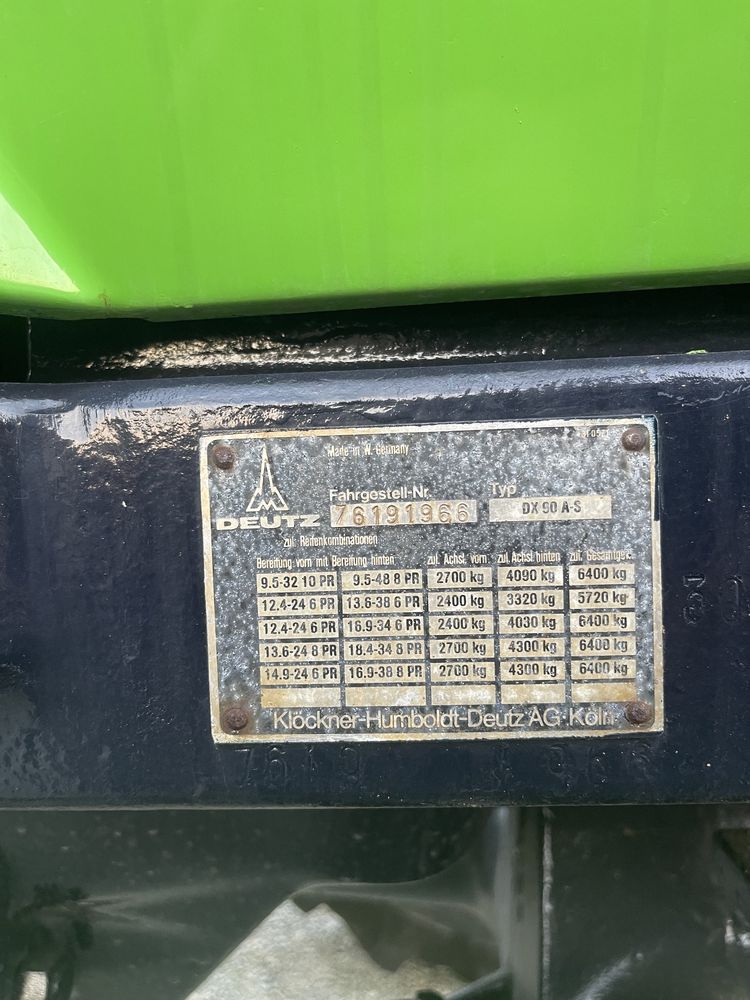 Made in W. Germany
Fahrgestell-Nr. Typ
DEUTZ 76191966 DX 90 A-S
zul. Reifenkombinationen
Bereifung vorn mit Bereifung hinten zul. Achsl. vorn zul. Achsl. hinten zul. Gesamtgew.
9.5-32 10 PR 9.5-48 8 PR 2700 kg 4090 kg 6400 kg
12.4-24 6 PR 13.6-38 6 PR 2400 kg 3320 kg 5720 kg
12.4-24 6 PR 16.9-34 6 PR 2400 kg 4030 kg 6400 kg
13.6-24 8 PR 18.4-34 8 PR 2700 kg 4300 kg 6400 kg
14.9-24 6 PR 16.9-38 8 PR 2700 kg 4300 kg 6400 kg
Klöckner-Humboldt-Deutz AG Köln